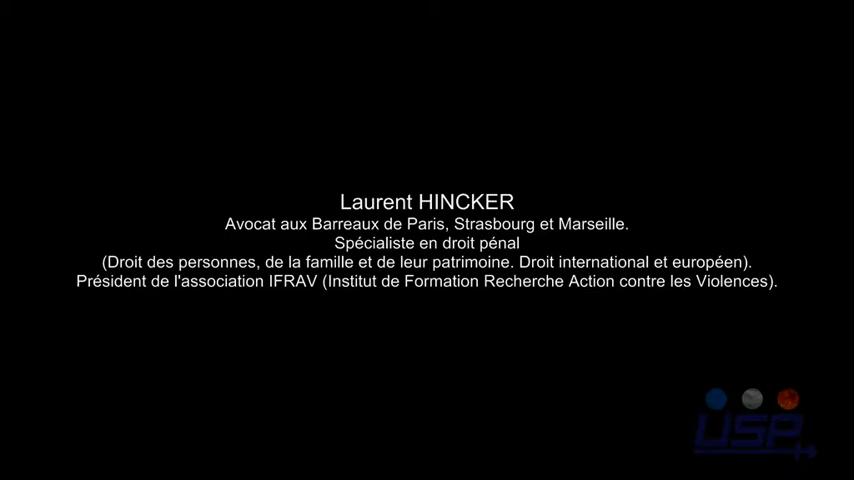 Laurent HINCKER
Avocat aux Barreaux de Paris, Strasbourg et Marseille.
Spécialiste en droit pénal
(Droit des personnes, de la famille et de leur patrimoine. Droit international et européen).
Président de l'association IFRAV (Institut de Formation Recherche Action contre les Violences).
USP